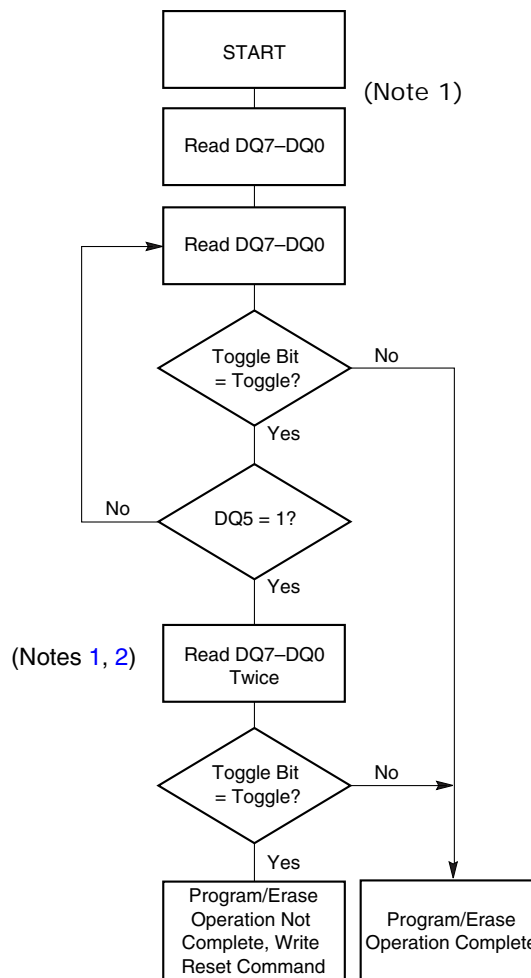 START
(Note 1)
Read DQ7–DQ0
Read DQ7–DQ0
Toggle Bit
= Toggle?
No
Yes
No
DQ5 = 1?
Yes
(Notes 1, 2)
Read DQ7–DQ0
Twice
Toggle Bit
= Toggle?
No
Yes
Program/Erase
Operation Not
Complete, Write
Reset Command
Program/Erase
Operation Complete